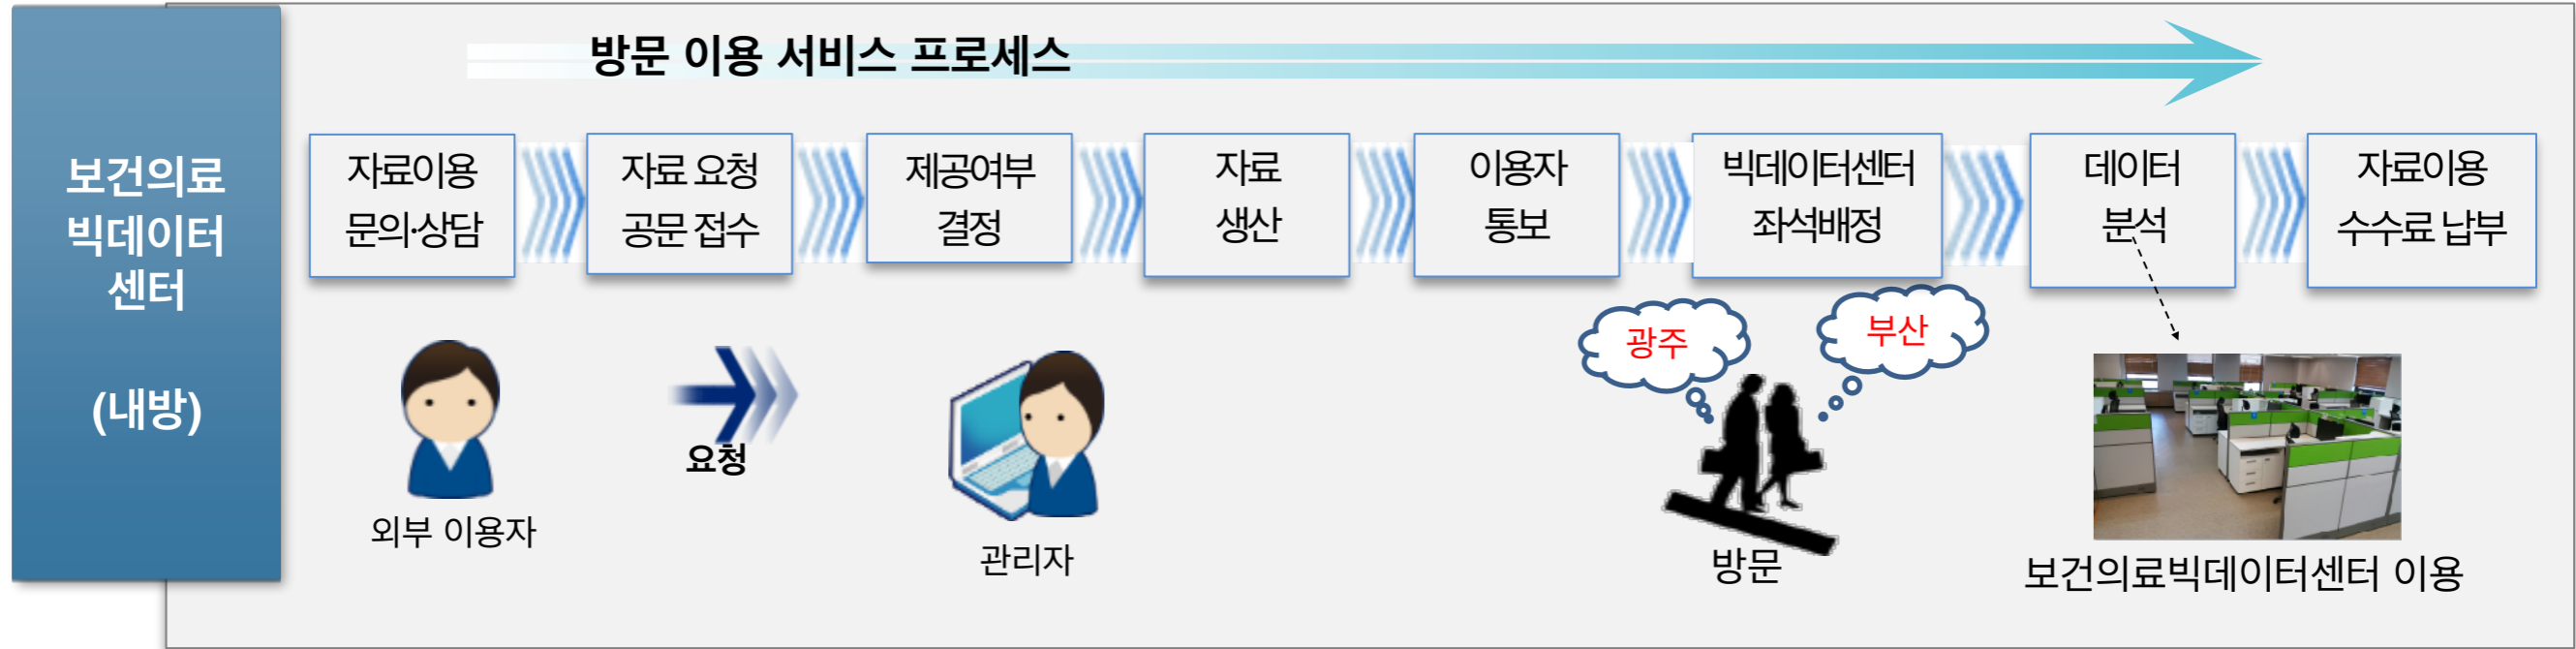 보건의료
빅데이터
센터
(내방)
방문 이용 서비스 프로세스
자료이용
문의·상담
자료 요청
공문 접수
제공여부
결정
자료
생산
이용자
통보
빅데이터센터
좌석배정
데이터
분석
자료이용
수수료 납부
외부 이용자
요청
관리자
광주
부산
방문
보건의료빅데이터센터 이용